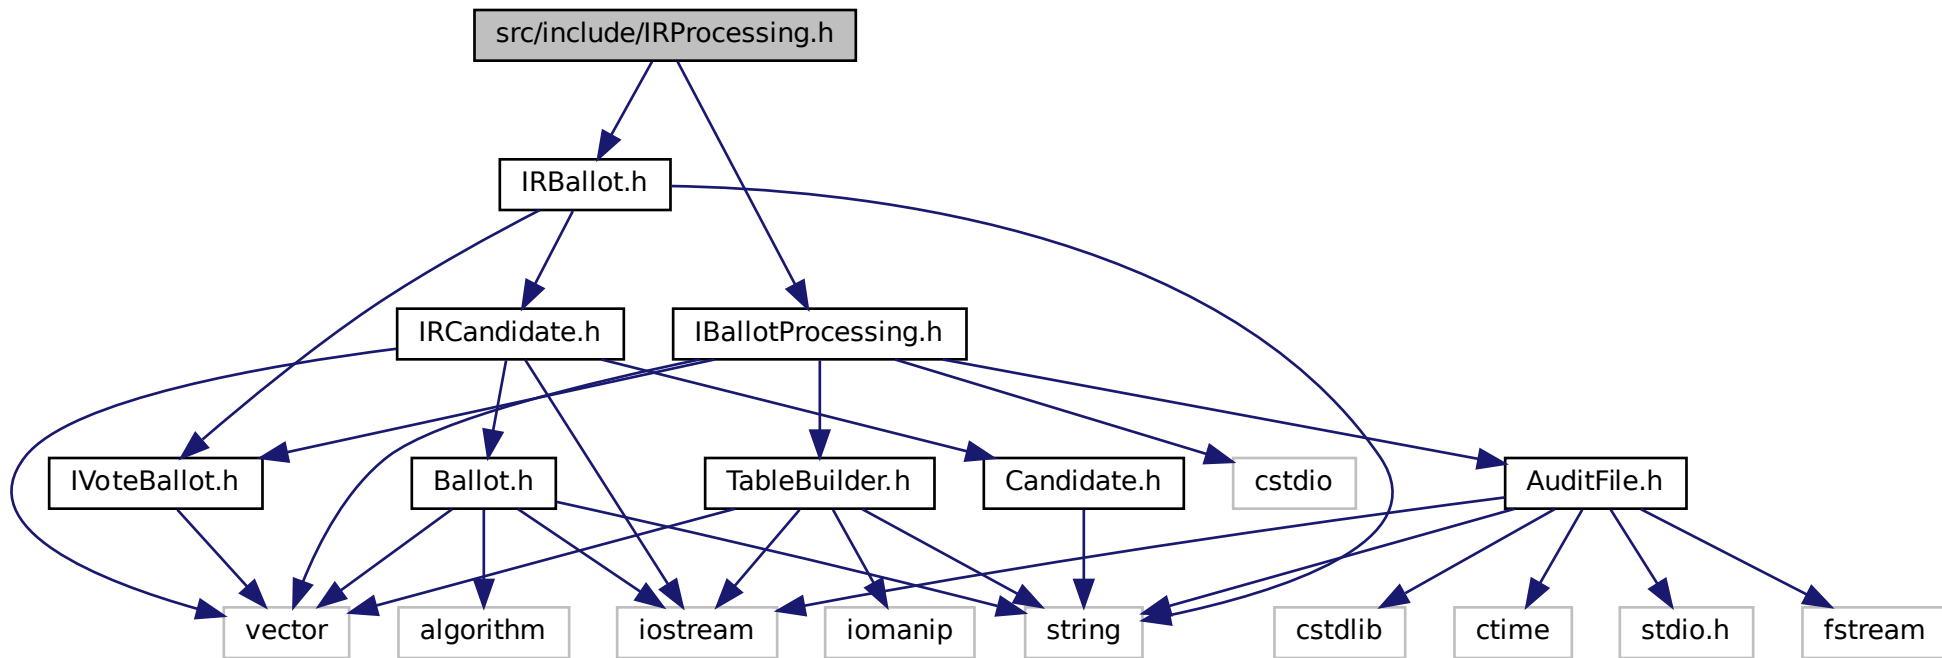 src/include/IRProcessing.h
IRBallot.h
IRCandidate.h
IBallotProcessing.h
IVoteBallot.h
Ballot.h
TableBuilder.h
Candidate.h
cstdio
AuditFile.h
vector
algorithm
iostream
iomanip
string
cstdlib
ctime
stdio.h
fstream